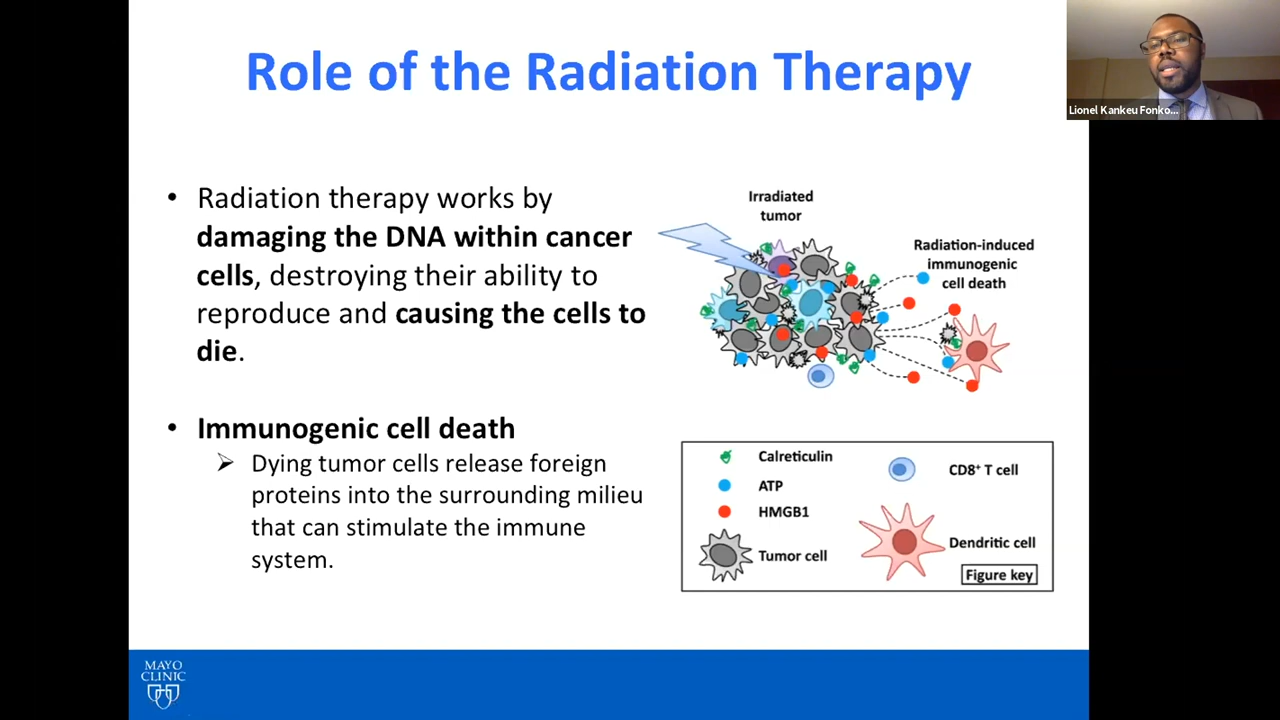 Role of the Radiation Therapy
Lionel Kankeu Fonko...
• Radiation therapy works by
damaging the DNA within cancer
cells, destroying their ability to
reproduce and causing the cells to
die.
• Immunogenic cell death
➢ Dying tumor cells release foreign
proteins into the surrounding milieu
that can stimulate the immune
system.
Irradiated
tumor
Radiation-induced
immunogenic
cell death
Calreticulin
ATP
HMGB1
Tumor cell
CD8⁺ T cell
Dendritic cell
Figure key
MAYO
CLINIC